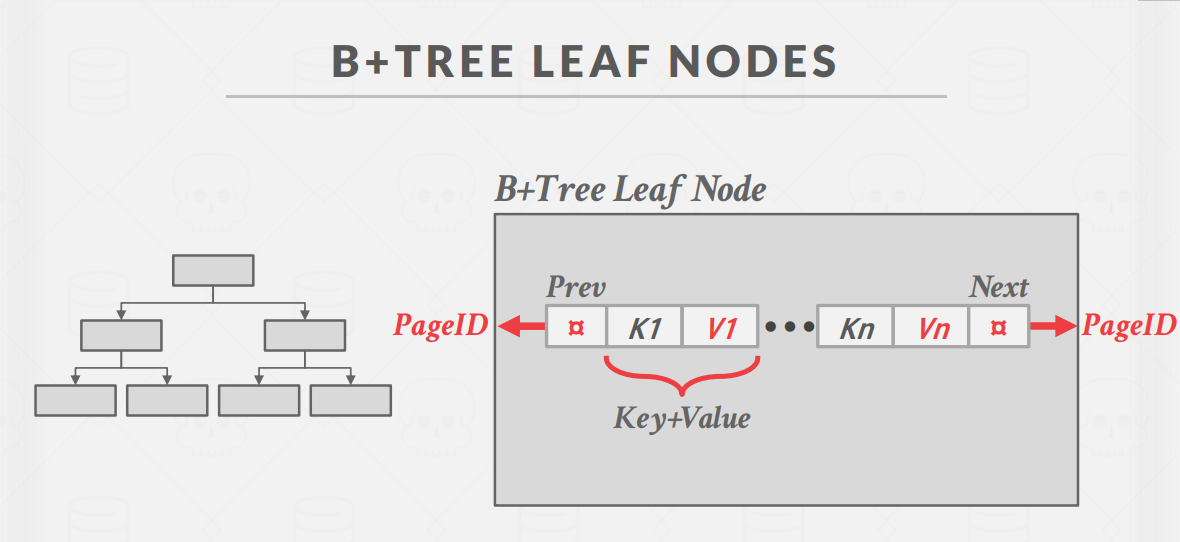 B+TREE LEAF NODES
B+Tree Leaf Node
Prev
Next
PageID
¤ K1 V1 ••• Kn Vn ¤
PageID
Key+Value